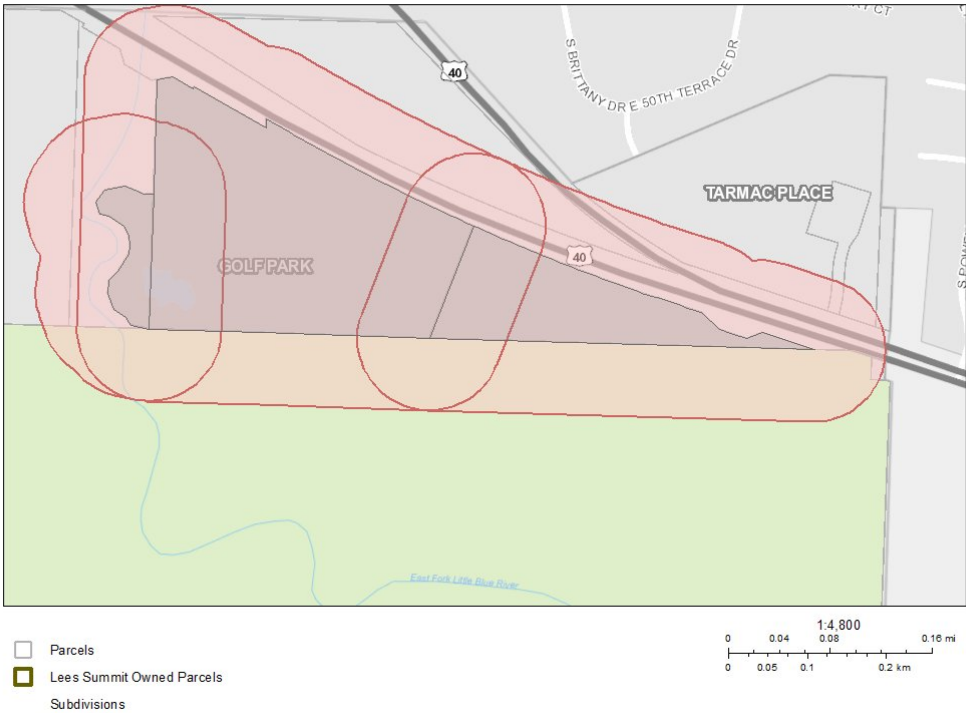 40
S BRITTANY DR E 50TH TERRACE DR
TARMAC PLACE
GOLF PARK
40
S POWE
East Fork Little Blue River
1:4,800
0 0.04 0.08 0.16 mi
0 0.05 0.1 0.2 km
Parcels
Lees Summit Owned Parcels
Subdivisions